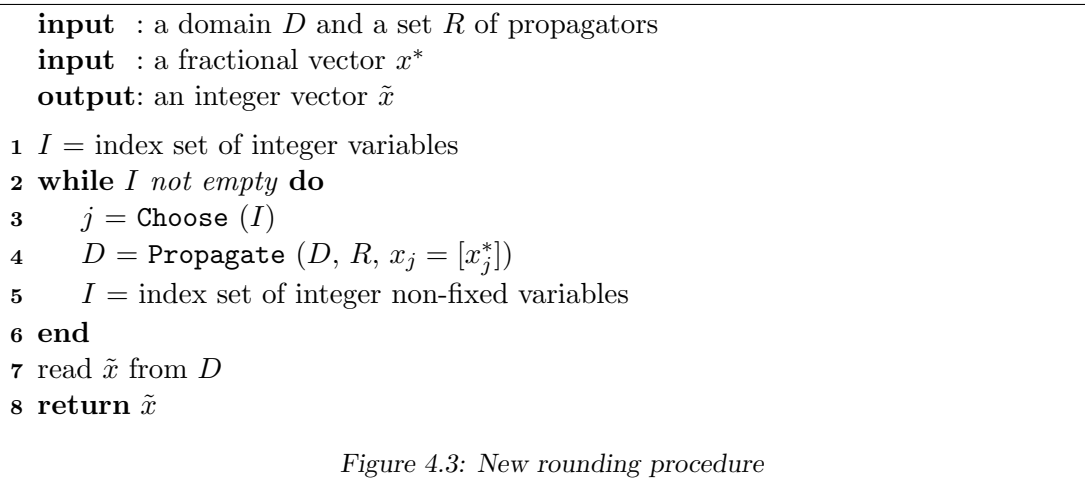 input : a domain D and a set R of propagators
input : a fractional vector x*
output: an integer vector x̃
1 I = index set of integer variables
2 while I not empty do
3 j = Choose (I)
4 D = Propagate (D, R, x_j = [x_j^*])
5 I = index set of integer non-fixed variables
6 end
7 read x̃ from D
8 return x̃
Figure 4.3: New rounding procedure